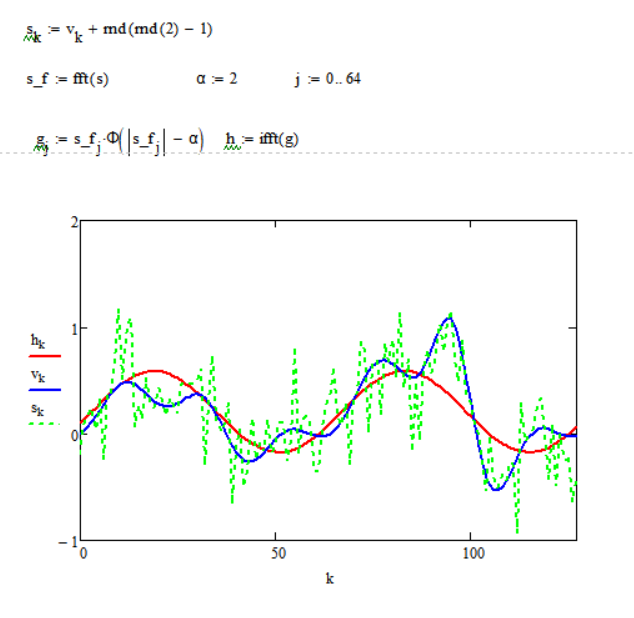 s_k := v_k + rnd(rnd(2) − 1)
s_f := fft(s) α := 2 j := 0.. 64
g_j := s_f_j·Φ(|s_f_j| − α) h := ifft(g)
2
h_k
1
v_k
s_k
0
−1
0 50 100
k